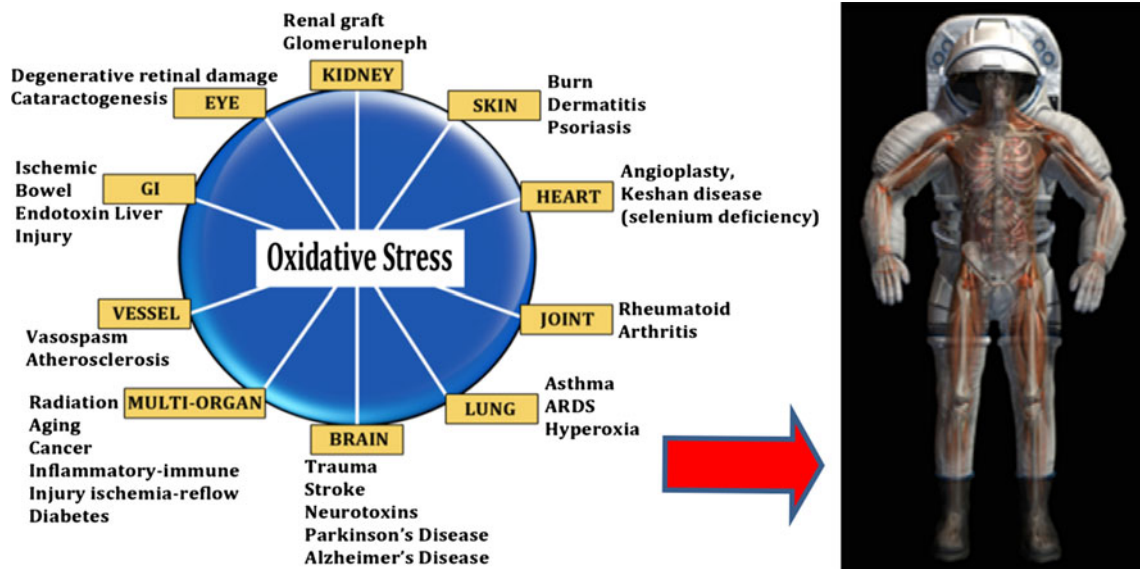 Renal graft
Glomeruloneph
KIDNEY
Degenerative retinal damage
Cataractogenesis
EYE
SKIN
Burn
Dermatitis
Psoriasis
Ischemic
Bowel
Endotoxin Liver
Injury
GI
HEART
Angioplasty,
Keshan disease
(selenium deficiency)
Oxidative Stress
VESSEL
Vasospasm
Atherosclerosis
JOINT
Rheumatoid
Arthritis
MULTI-ORGAN
Radiation
Aging
Cancer
Inflammatory-immune
Injury ischemia-reflow
Diabetes
BRAIN
Trauma
Stroke
Neurotoxins
Parkinson's Disease
Alzheimer's Disease
LUNG
Asthma
ARDS
Hyperoxia